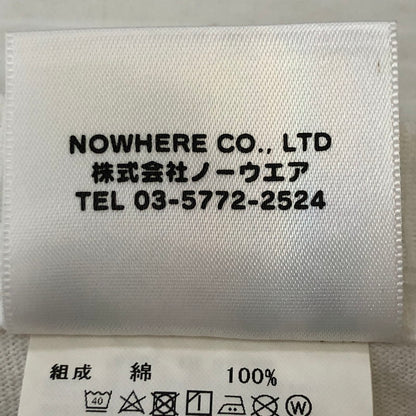 NOWHERE CO., LTD
株式会社ノーウエア
TEL 03-5772-2524
組成 綿 100%
40 W